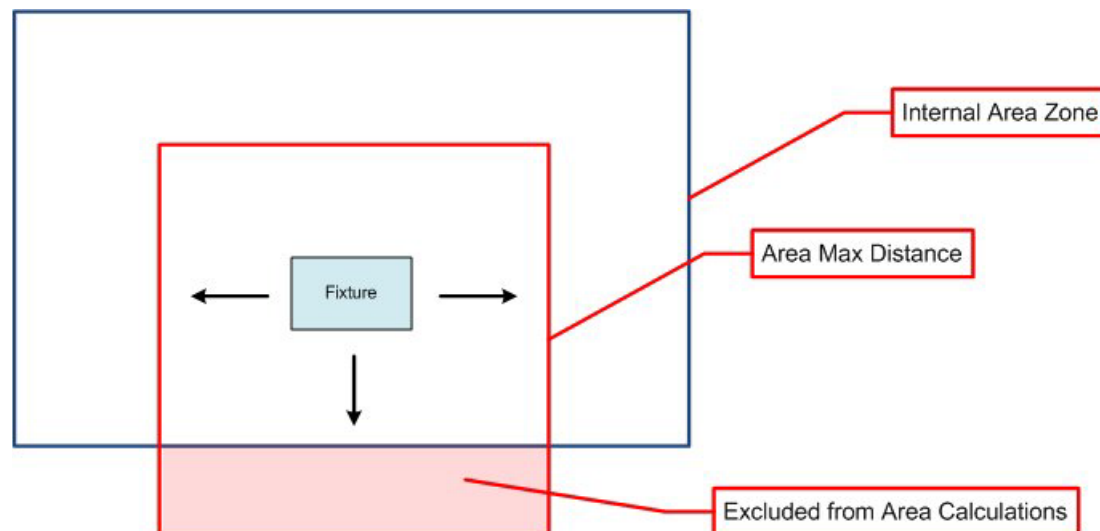 Internal Area Zone
Area Max Distance
Fixture
Excluded from Area Calculations